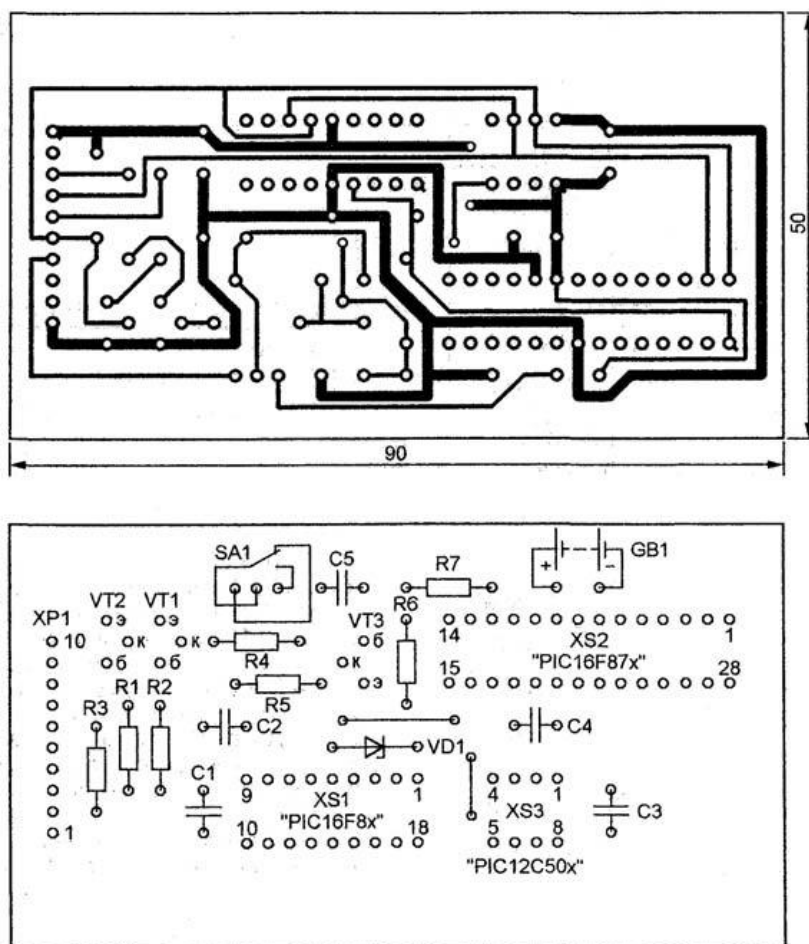 50
90
SA1
C5
R7
+
−
GB1
XP1
VT2
VT1
э
э
R6
10
к
к
VT3
б
14
1
XS2
б
б
R4
к
"PIC16F87x"
R3
R1
R2
R5
э
15
28
C2
C4
VD1
C1
9
1
4
1
XS1
XS3
C3
"PIC16F8x"
1
10
18
5
8
"PIC12C50x"